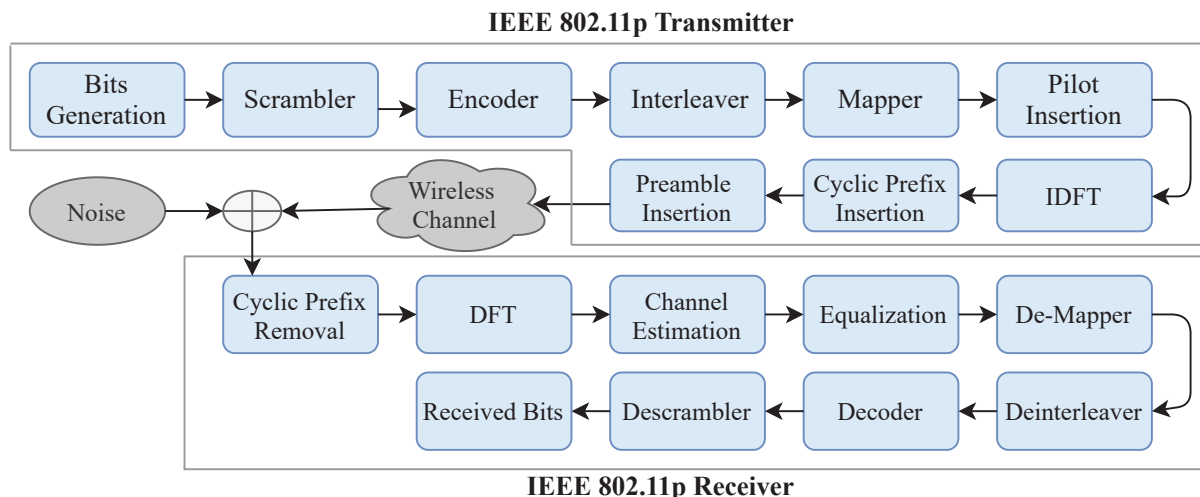 IEEE 802.11p Transmitter
Bits
Generation
Scrambler
Encoder
Interleaver
Mapper
Pilot
Insertion
IDFT
Cyclic Prefix
Insertion
Preamble
Insertion
Wireless
Channel
Noise
Cyclic Prefix
Removal
DFT
Channel
Estimation
Equalization
De-Mapper
Deinterleaver
Decoder
Descrambler
Received Bits
IEEE 802.11p Receiver